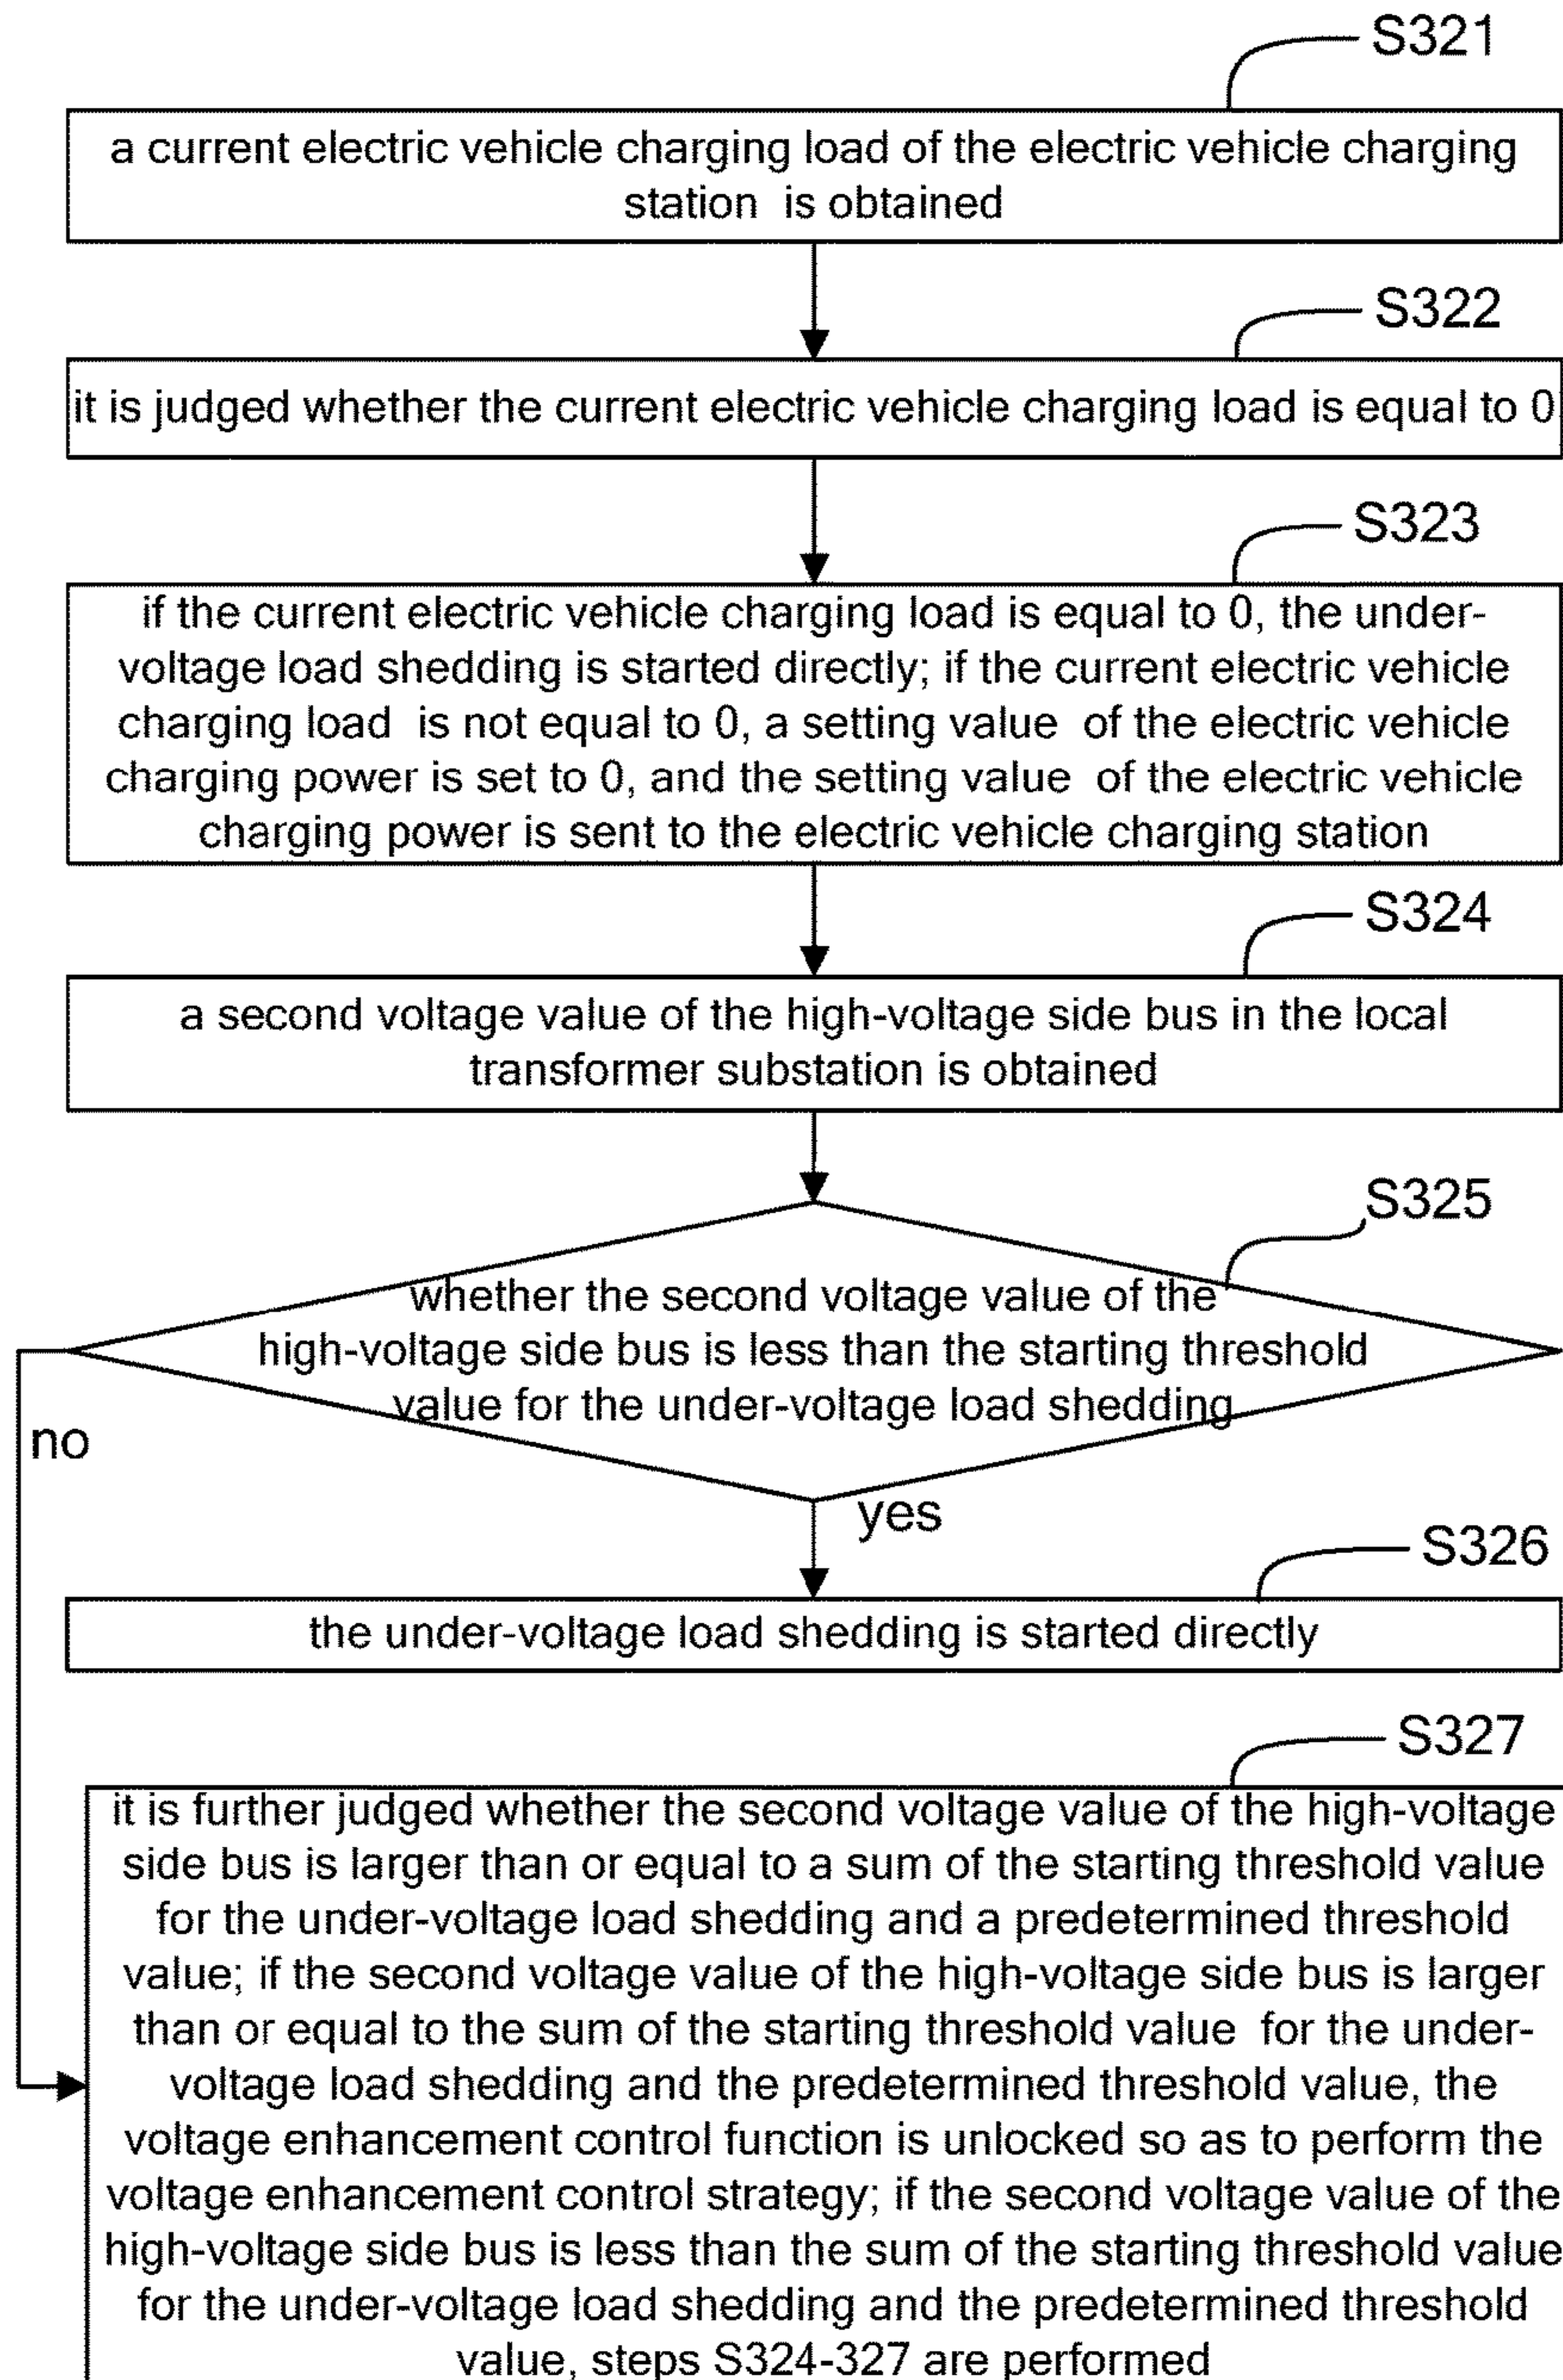 S321
a current electric vehicle charging load of the electric vehicle charging
station is obtained
S322
it is judged whether the current electric vehicle charging load is equal to 0
S323
if the current electric vehicle charging load is equal to 0, the under-
voltage load shedding is started directly; if the current electric vehicle
charging load is not equal to 0, a setting value of the electric vehicle
charging power is set to 0, and the setting value of the electric vehicle
charging power is sent to the electric vehicle charging station
S324
a second voltage value of the high-voltage side bus in the local
transformer substation is obtained
S325
whether the second voltage value of the
high-voltage side bus is less than the starting threshold
value for the under-voltage load shedding
no
yes
S326
the under-voltage load shedding is started directly
S327
it is further judged whether the second voltage value of the high-voltage
side bus is larger than or equal to a sum of the starting threshold value
for the under-voltage load shedding and a predetermined threshold
value; if the second voltage value of the high-voltage side bus is larger
than or equal to the sum of the starting threshold value for the under-
voltage load shedding and the predetermined threshold value, the
voltage enhancement control function is unlocked so as to perform the
voltage enhancement control strategy; if the second voltage value of the
high-voltage side bus is less than the sum of the starting threshold value
for the under-voltage load shedding and the predetermined threshold
value, steps S324-327 are performed